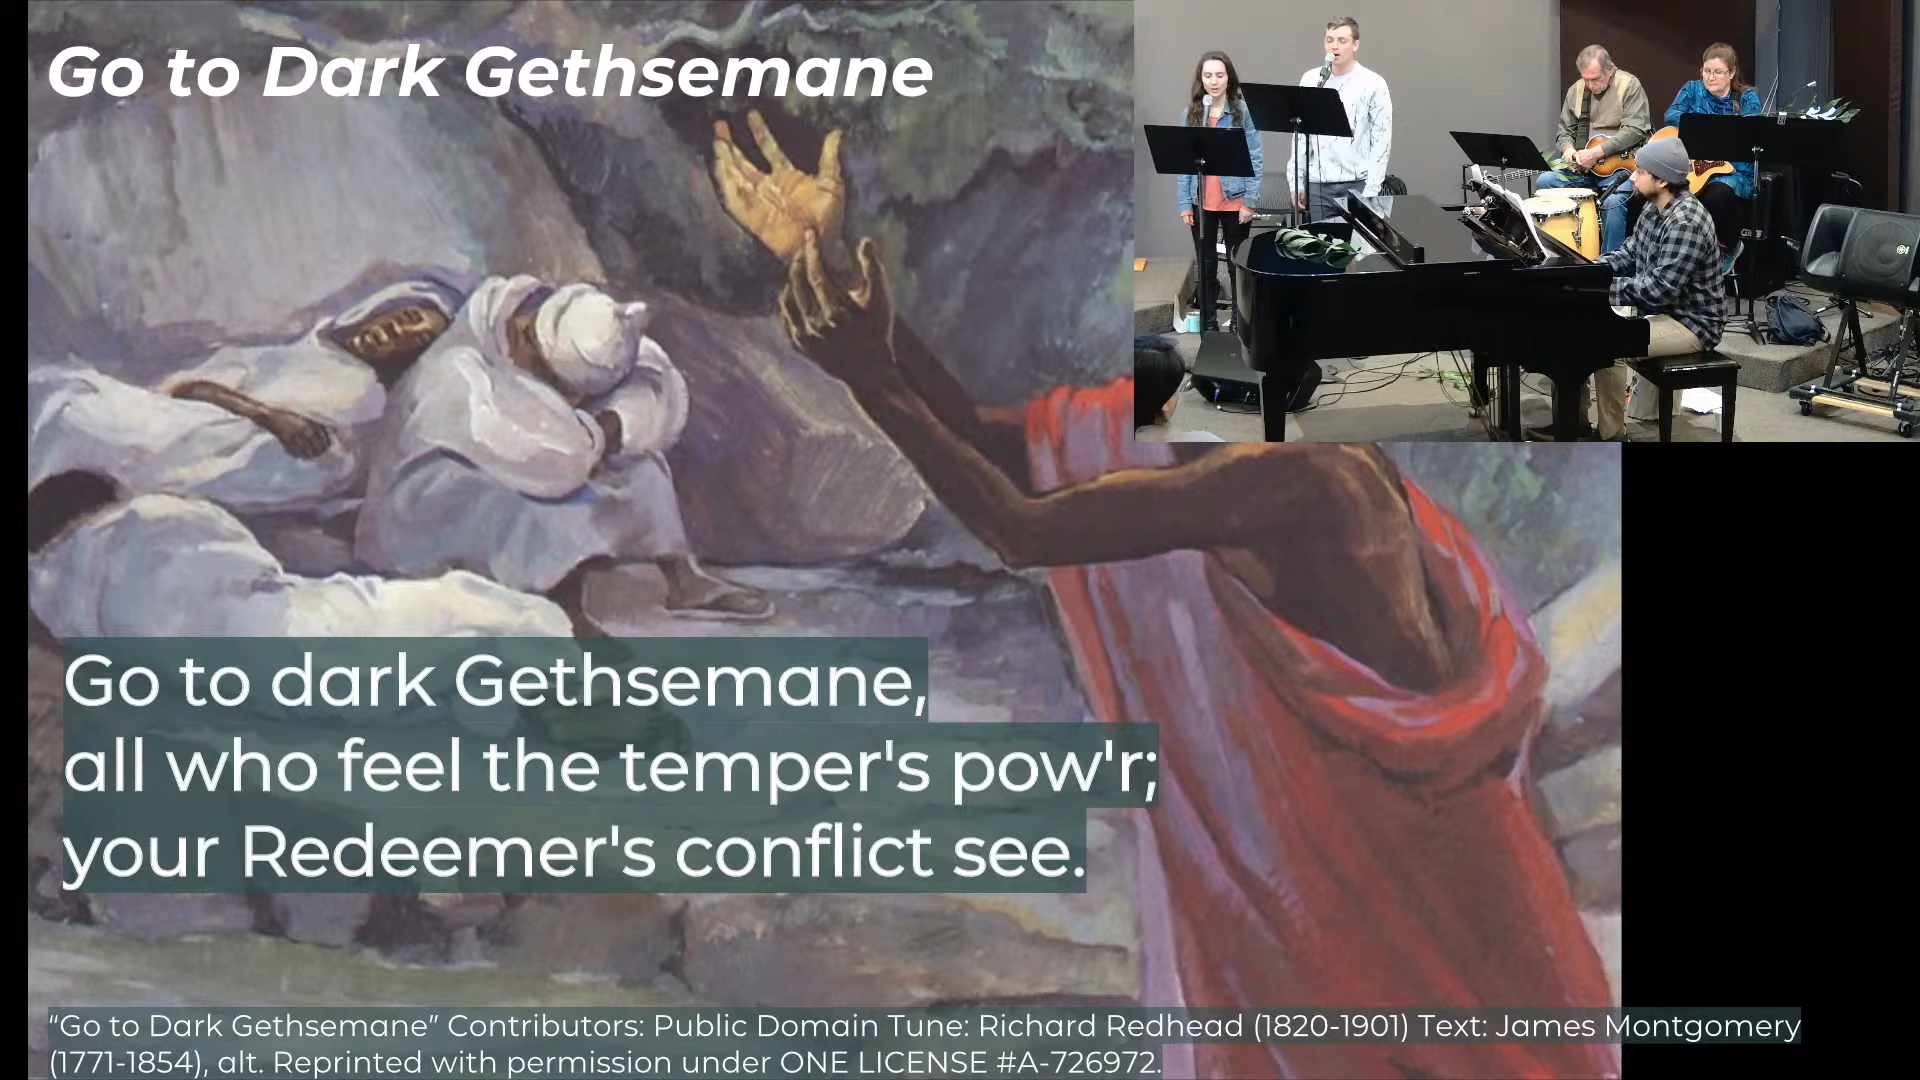 Go to Dark Gethsemane
Go to dark Gethsemane,
all who feel the temper's pow'r;
your Redeemer's conflict see.
“Go to Dark Gethsemane” Contributors: Public Domain Tune: Richard Redhead (1820-1901) Text: James Montgomery
(1771-1854), alt. Reprinted with permission under ONE LICENSE #A-726972.